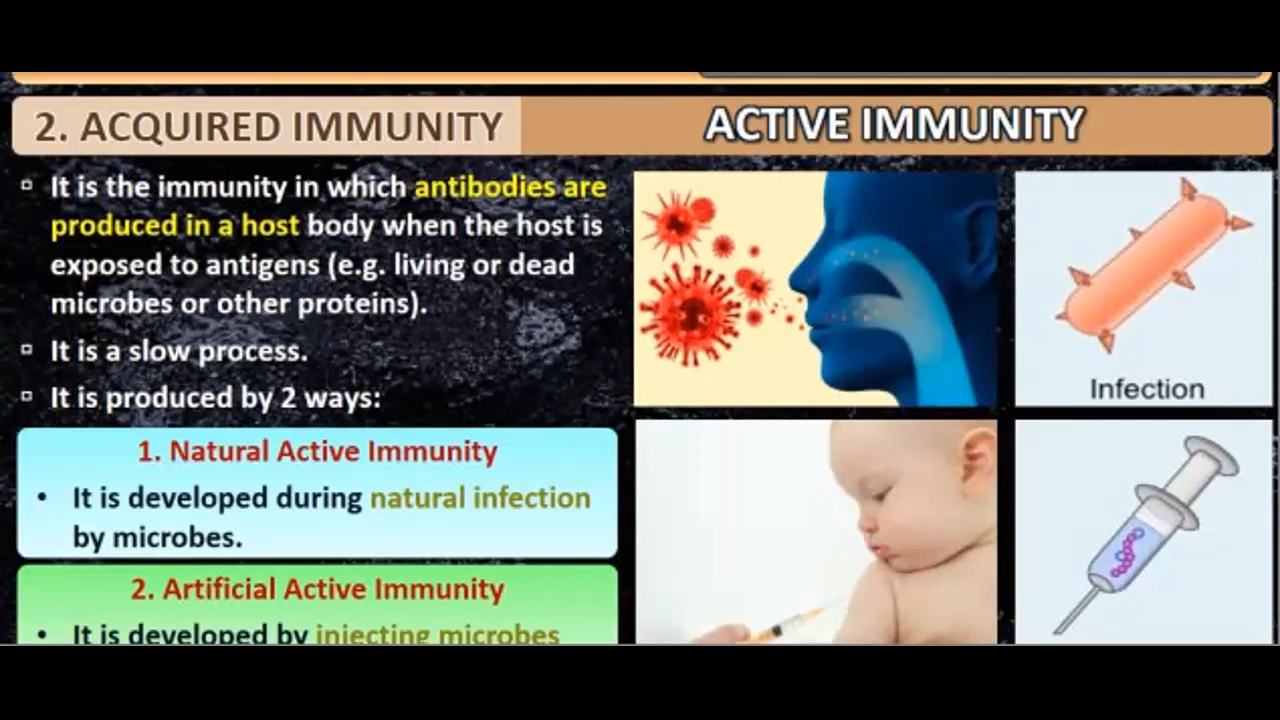 2. ACQUIRED IMMUNITY
ACTIVE IMMUNITY
It is the immunity in which antibodies are
produced in a host body when the host is
exposed to antigens (e.g. living or dead
microbes or other proteins).
It is a slow process.
It is produced by 2 ways:
1. Natural Active Immunity
• It is developed during natural infection
by microbes.
2. Artificial Active Immunity
• It is developed by injecting microbes
Infection